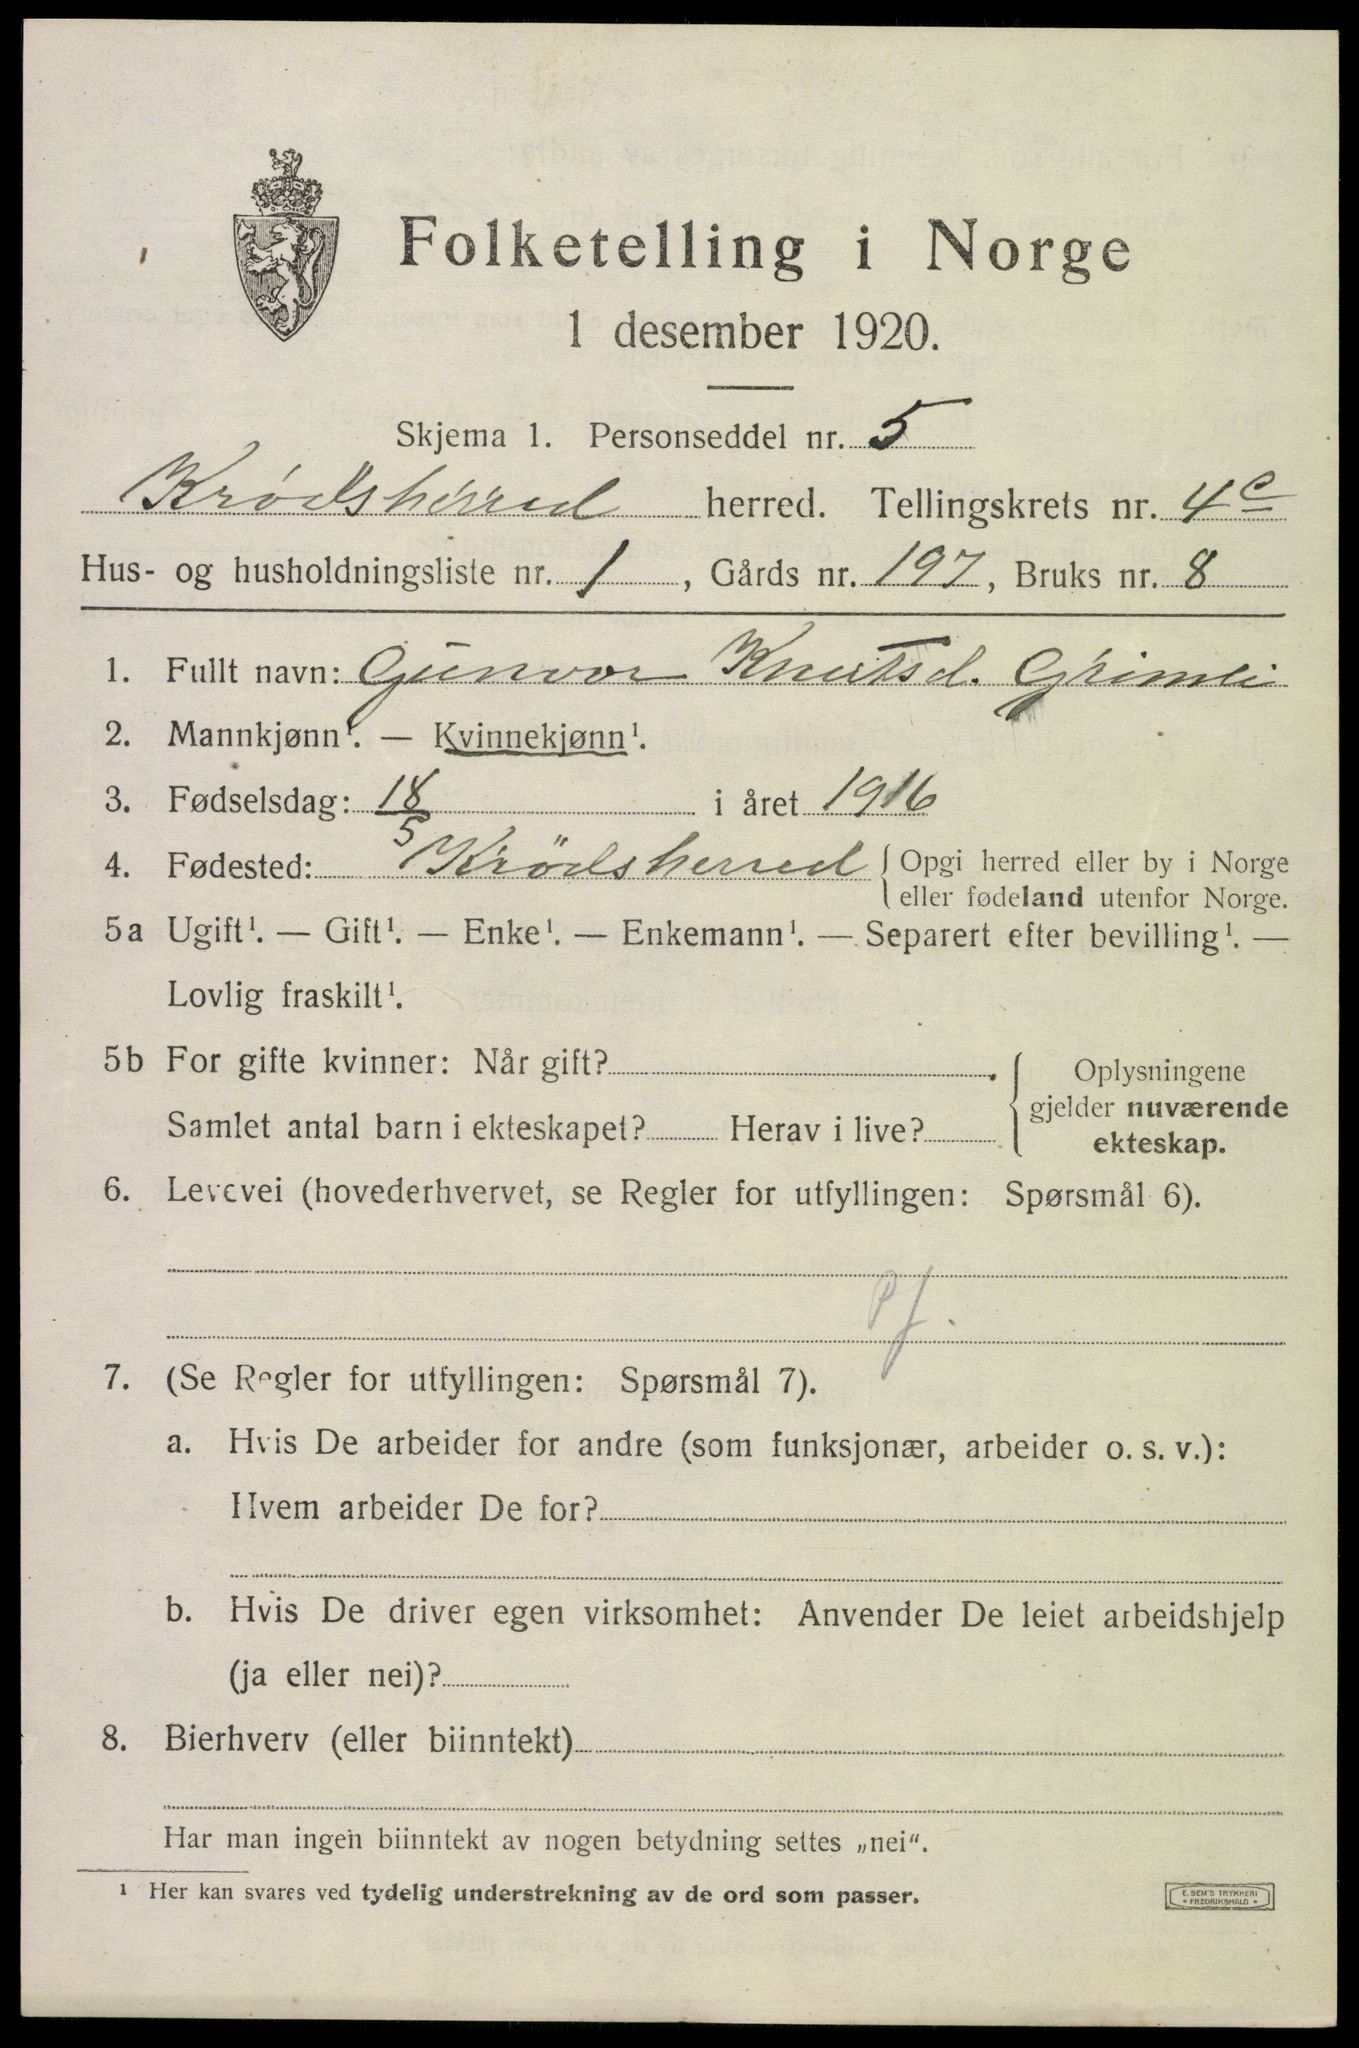 Folketelling i Norge
1 desember 1920.
Skjema 1. Personseddel nr. 5
Krødsherred herred. Tellingskrets nr. 4c
Hus- og husholdningsliste nr. 1, Gårds nr. 197, Bruks nr. 8
1. Fullt navn: Gunvor Knutsd. Grimli
2. Mannkjønn¹. — Kvinnekjønn¹.
3. Fødselsdag: 18/5 i året 1916
4. Fødested: Krödsherred { Opgi herred eller by i Norge
eller fødeland utenfor Norge.
5a Ugift¹. — Gift¹. — Enke¹. — Enkemann¹. — Separert efter bevilling¹. —
Lovlig fraskilt¹.
5b For gifte kvinner: Når gift?
Samlet antal barn i ekteskapet? Herav i live?
{ Oplysningene
gjelder nuværende
ekteskap.
6. Levevei (hovederhvervet, se Regler for utfyllingen: Spørsmål 6).
Pf.
7. (Se Regler for utfyllingen: Spørsmål 7).
a. Hvis De arbeider for andre (som funksjonær, arbeider o. s. v.):
Hvem arbeider De for?
b. Hvis De driver egen virksomhet: Anvender De leiet arbeidshjelp
(ja eller nei)?
8. Bierhverv (eller biinntekt)
Har man ingen biinntekt av nogen betydning settes „nei“.
¹ Her kan svares ved tydelig understrekning av de ord som passer.
E. SEM'S TRYKKERI
• FREDRIKSHALD •